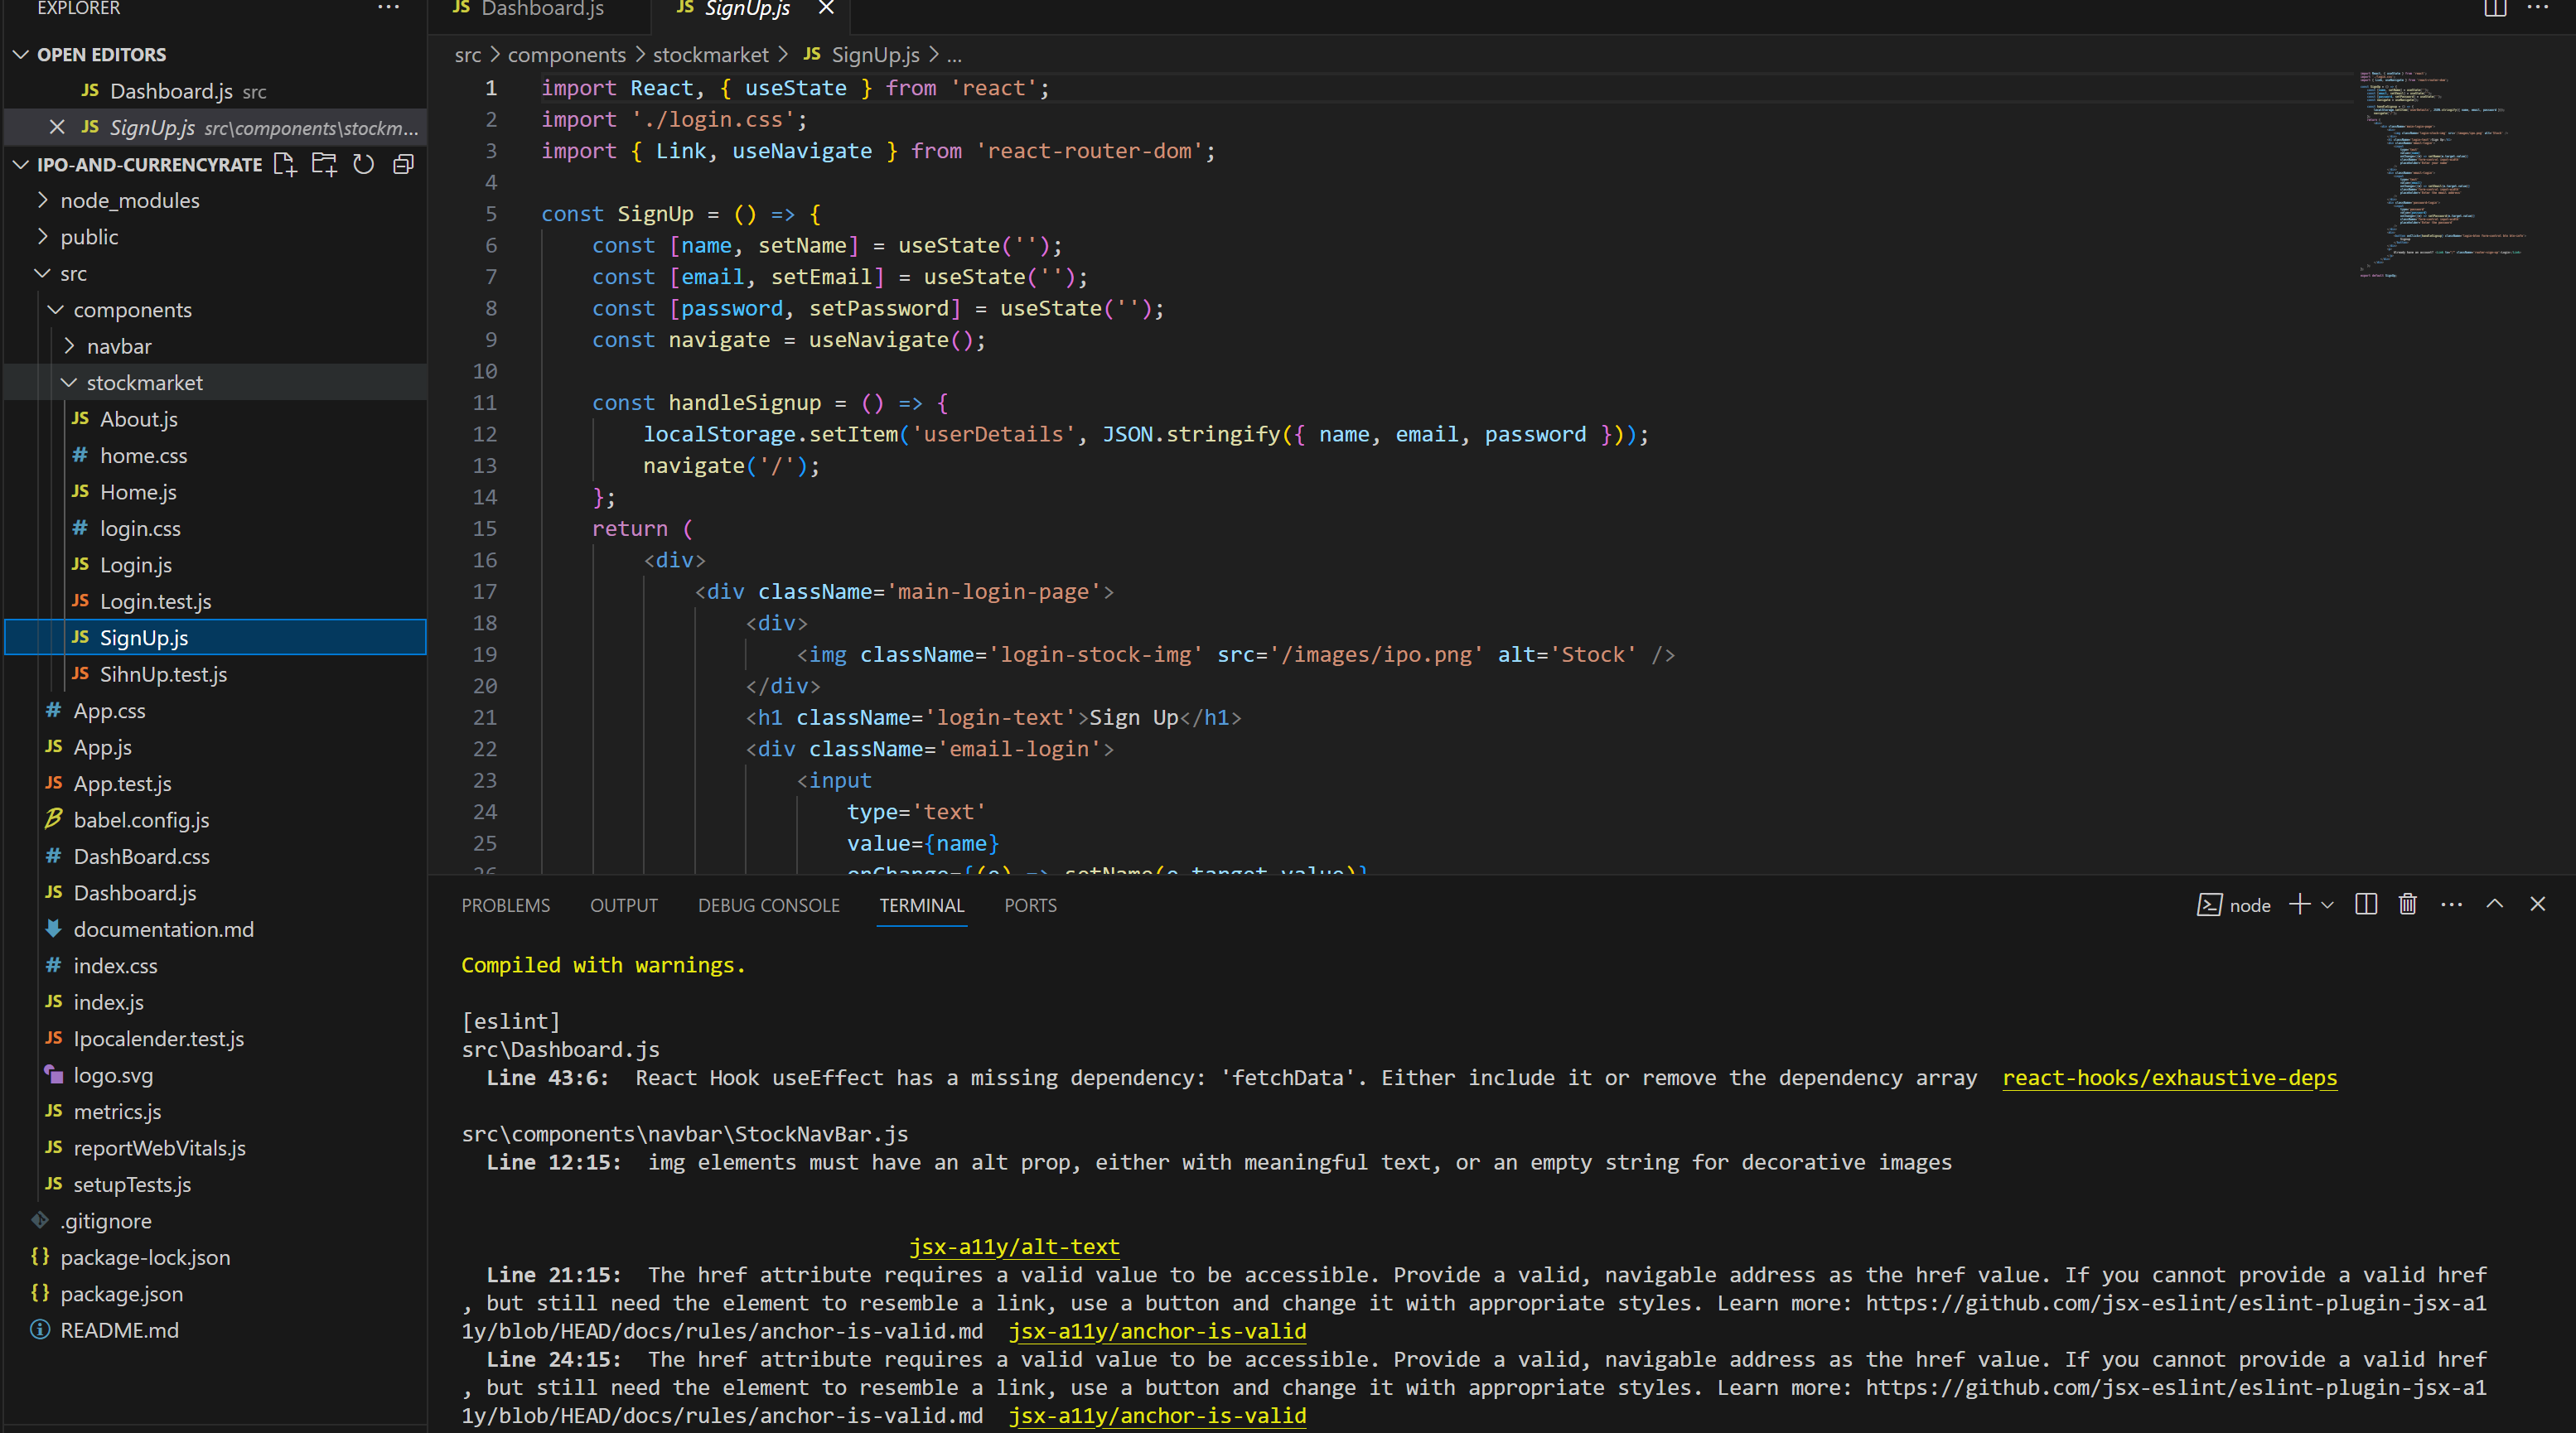 EXPLORER
OPEN EDITORS
JS Dashboard.js src
JS SignUp.js src\components\stockm...
IPO-AND-CURRENCYRATE
node_modules
public
src
components
navbar
stockmarket
JS About.js
# home.css
JS Home.js
# login.css
JS Login.js
JS Login.test.js
JS SignUp.js
JS SihnUp.test.js
# App.css
JS App.js
JS App.test.js
babel.config.js
# DashBoard.css
JS Dashboard.js
documentation.md
# index.css
JS index.js
JS Ipocalender.test.js
logo.svg
JS metrics.js
JS reportWebVitals.js
JS setupTests.js
.gitignore
{} package-lock.json
{} package.json
README.md
JS Dashboard.js
JS SignUp.js
src > components > stockmarket > JS SignUp.js > ...
1 import React, { useState } from 'react';
2 import './login.css';
3 import { Link, useNavigate } from 'react-router-dom';
4
5 const SignUp = () => {
6 const [name, setName] = useState('');
7 const [email, setEmail] = useState('');
8 const [password, setPassword] = useState('');
9 const navigate = useNavigate();
10
11 const handleSignup = () => {
12 localStorage.setItem('userDetails', JSON.stringify({ name, email, password }));
13 navigate('/');
14 };
15 return (
16 <div>
17 <div className='main-login-page'>
18 <div>
19 <img className='login-stock-img' src='/images/ipo.png' alt='Stock' />
20 </div>
21 <h1 className='login-text'>Sign Up</h1>
22 <div className='email-login'>
23 <input
24 type='text'
25 value={name}
26 onChange={(e) => setName(e.target.value)}
PROBLEMS OUTPUT DEBUG CONSOLE TERMINAL PORTS
node
Compiled with warnings.
[eslint]
src\Dashboard.js
Line 43:6: React Hook useEffect has a missing dependency: 'fetchData'. Either include it or remove the dependency array react-hooks/exhaustive-deps
src\components\navbar\StockNavBar.js
Line 12:15: img elements must have an alt prop, either with meaningful text, or an empty string for decorative images
jsx-a11y/alt-text
Line 21:15: The href attribute requires a valid value to be accessible. Provide a valid, navigable address as the href value. If you cannot provide a valid href
, but still need the element to resemble a link, use a button and change it with appropriate styles. Learn more: https://github.com/jsx-eslint/eslint-plugin-jsx-a1
1y/blob/HEAD/docs/rules/anchor-is-valid.md jsx-a11y/anchor-is-valid
Line 24:15: The href attribute requires a valid value to be accessible. Provide a valid, navigable address as the href value. If you cannot provide a valid href
, but still need the element to resemble a link, use a button and change it with appropriate styles. Learn more: https://github.com/jsx-eslint/eslint-plugin-jsx-a1
1y/blob/HEAD/docs/rules/anchor-is-valid.md jsx-a11y/anchor-is-valid